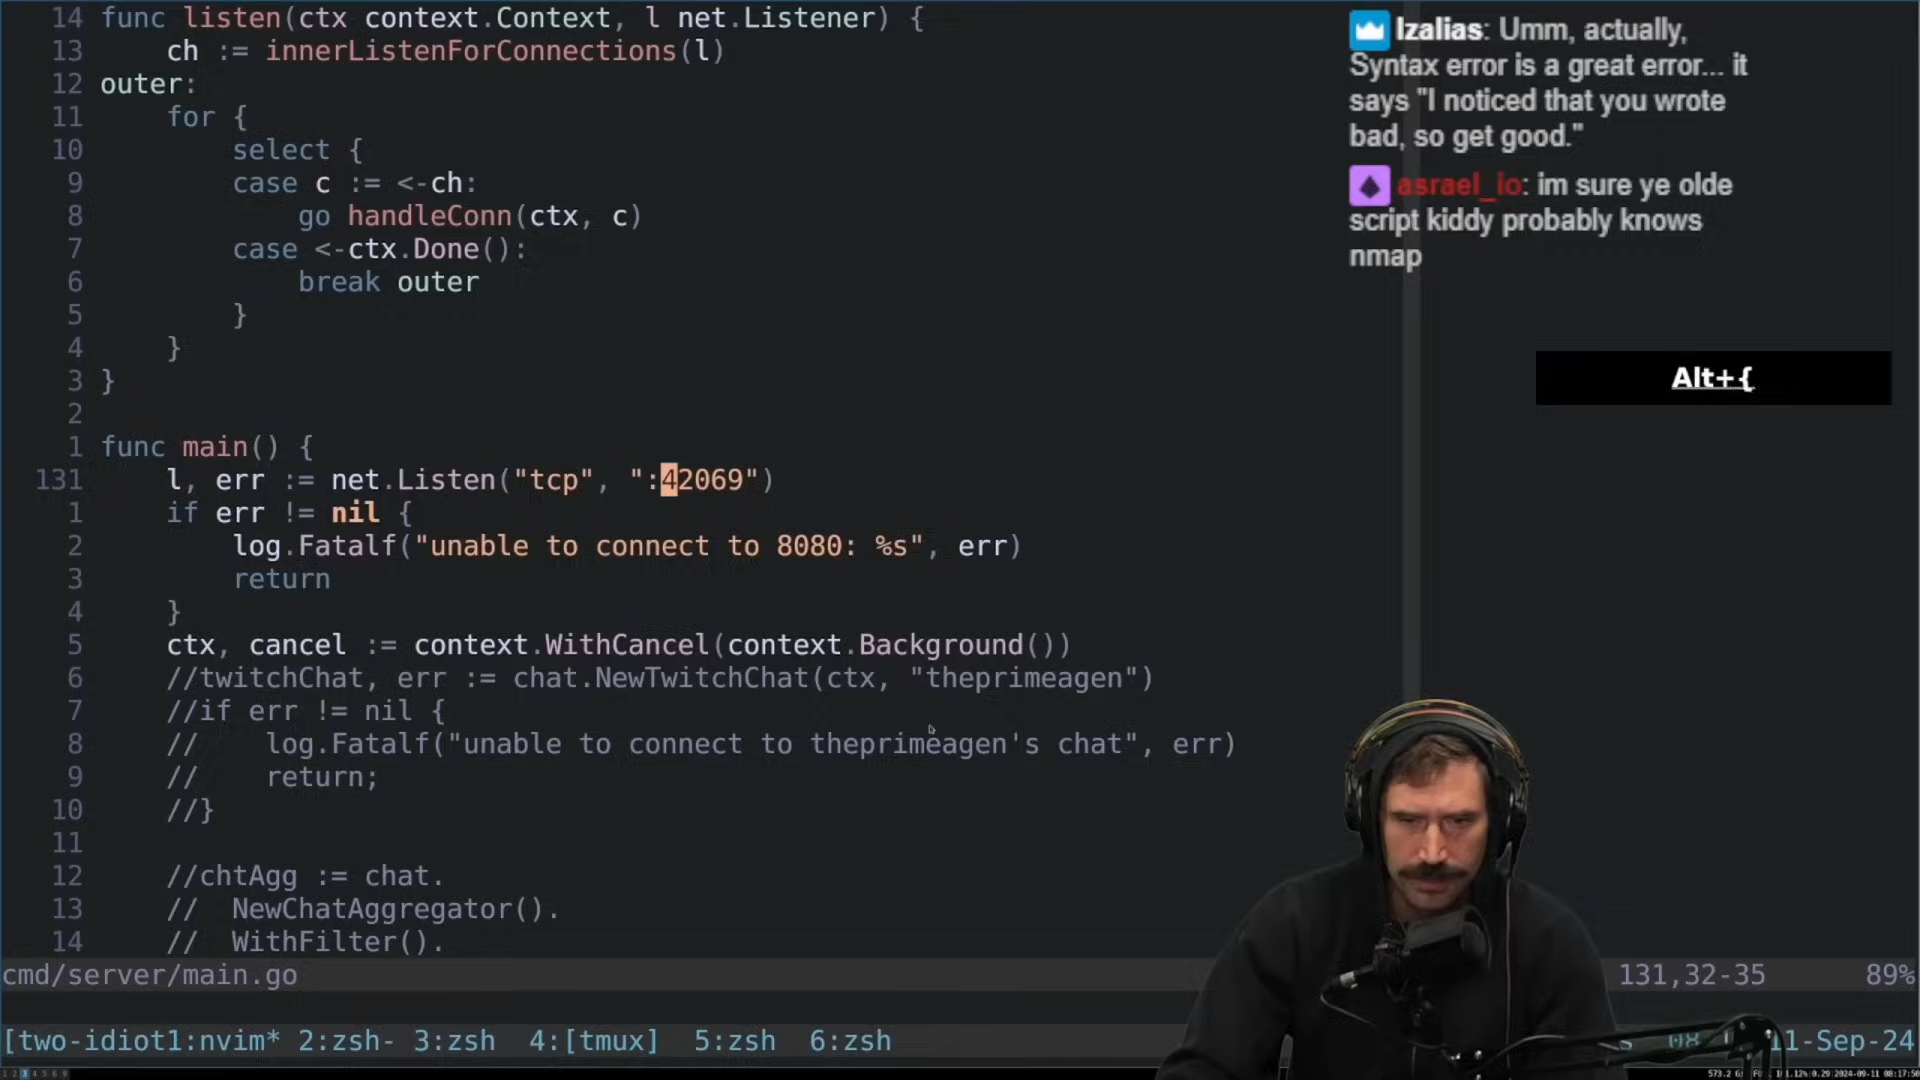 14 func listen(ctx context.Context, l net.Listener) {
13 ch := innerListenForConnections(l)
12 outer:
11 for {
10 select {
9 case c := <-ch:
8 go handleConn(ctx, c)
7 case <-ctx.Done():
6 break outer
5 }
4 }
3 }
2
1 func main() {
131 l, err := net.Listen("tcp", ":42069")
1 if err != nil {
2 log.Fatalf("unable to connect to 8080: %s", err)
3 return
4 }
5 ctx, cancel := context.WithCancel(context.Background())
6 //twitchChat, err := chat.NewTwitchChat(ctx, "theprimeagen")
7 //if err != nil {
8 // log.Fatalf("unable to connect to theprimeagen's chat", err)
9 // return;
10 //}
11
12 //chtAgg := chat.
13 // NewChatAggregator().
14 // WithFilter().
cmd/server/main.go 131,32-35 89%
[two-idiot1:nvim* 2:zsh- 3:zsh 4:[tmux] 5:zsh 6:zsh 11-Sep-24
Izalias: Umm, actually,
Syntax error is a great error... it
says "I noticed that you wrote
bad, so get good."
asrael_io: im sure ye olde
script kiddy probably knows
nmap
Alt+{